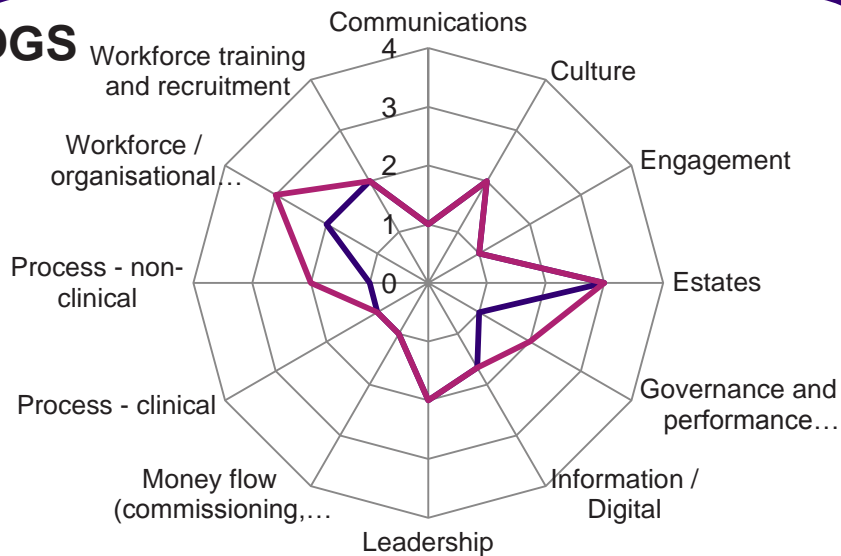 Communications
4
Culture
Workforce training
and recruitment
3
Workforce /
organisational…
2
Engagement
1
Process - non-
clinical
0
Estates
Process - clinical
Governance and
performance…
Money flow
(commissioning,…
Information /
Digital
Leadership